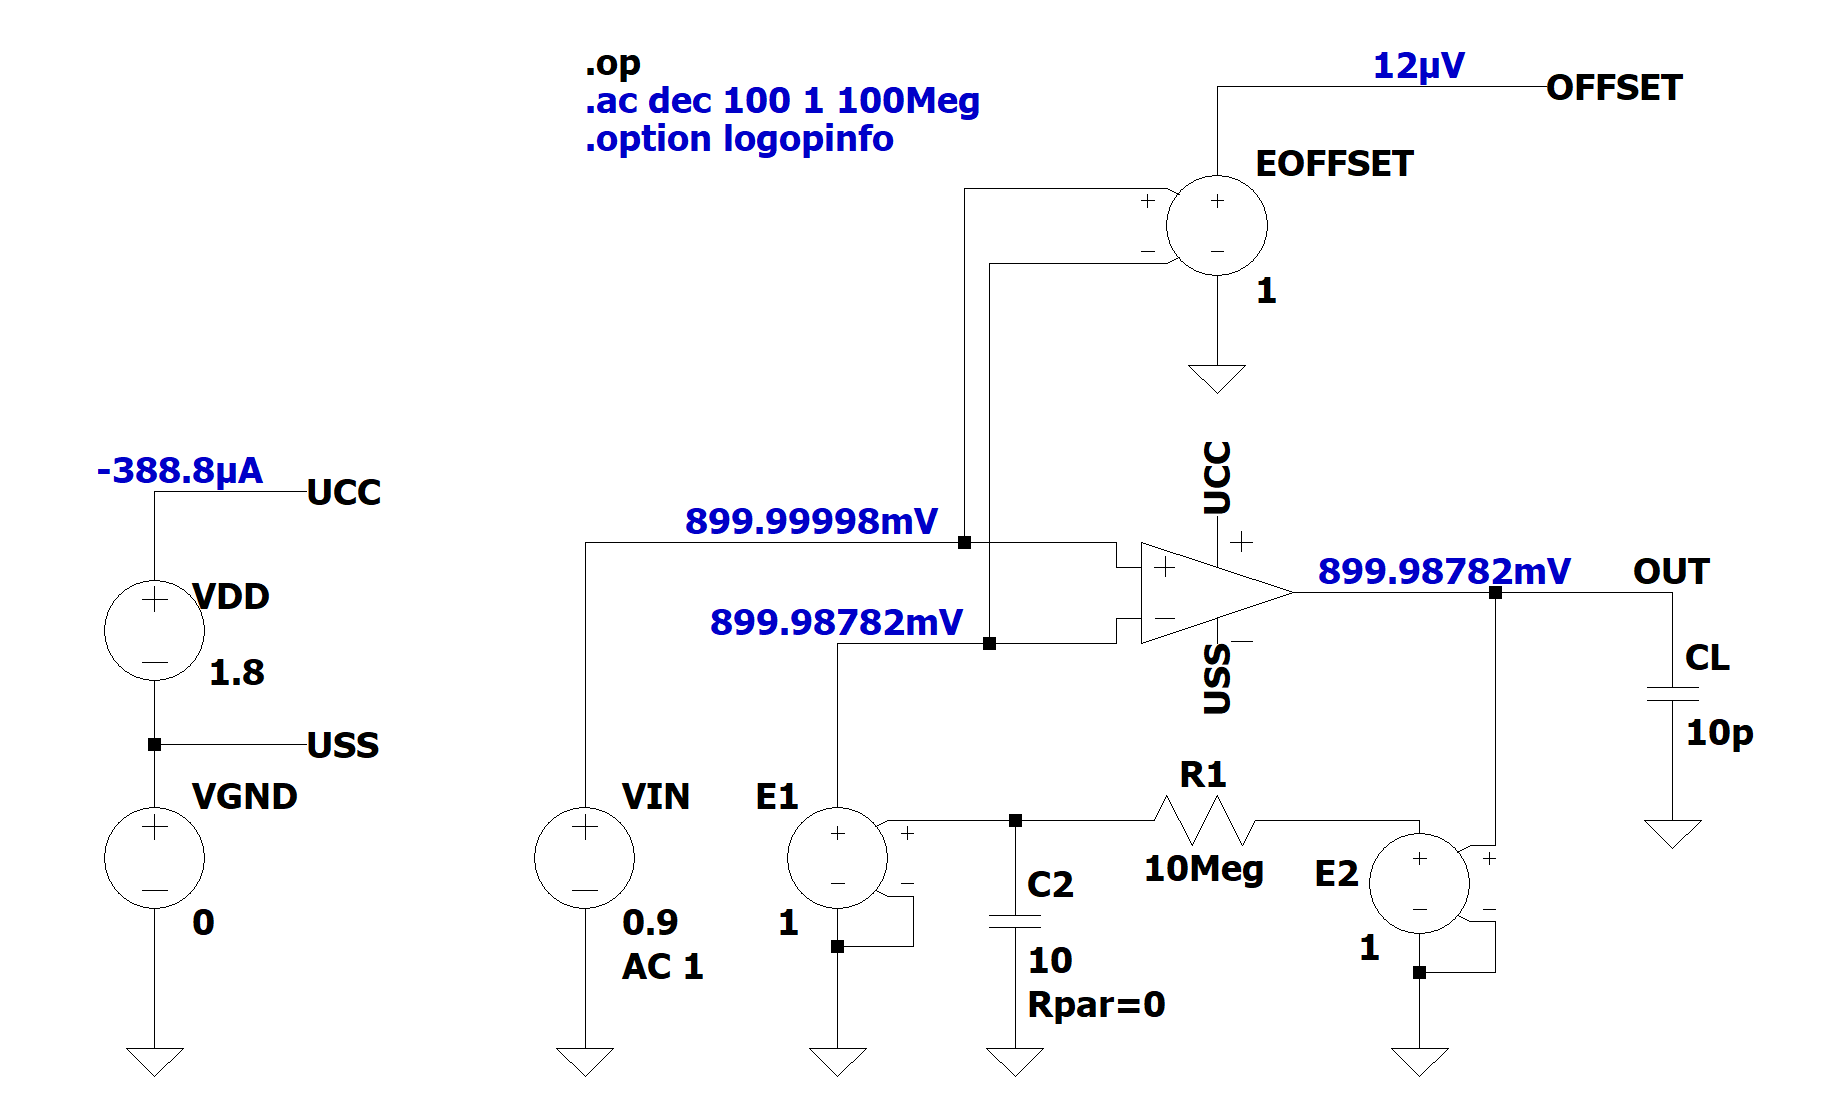 .op
.ac dec 100 1 100Meg
.option logopinfo
12µV
OFFSET
EOFFSET
1
-388.8µA
UCC
VDD
1.8
USS
VGND
0
899.99998mV
899.98782mV
UCC
USS
899.98782mV
OUT
CL
10p
VIN
0.9
AC 1
E1
1
R1
10Meg
C2
10
Rpar=0
E2
1